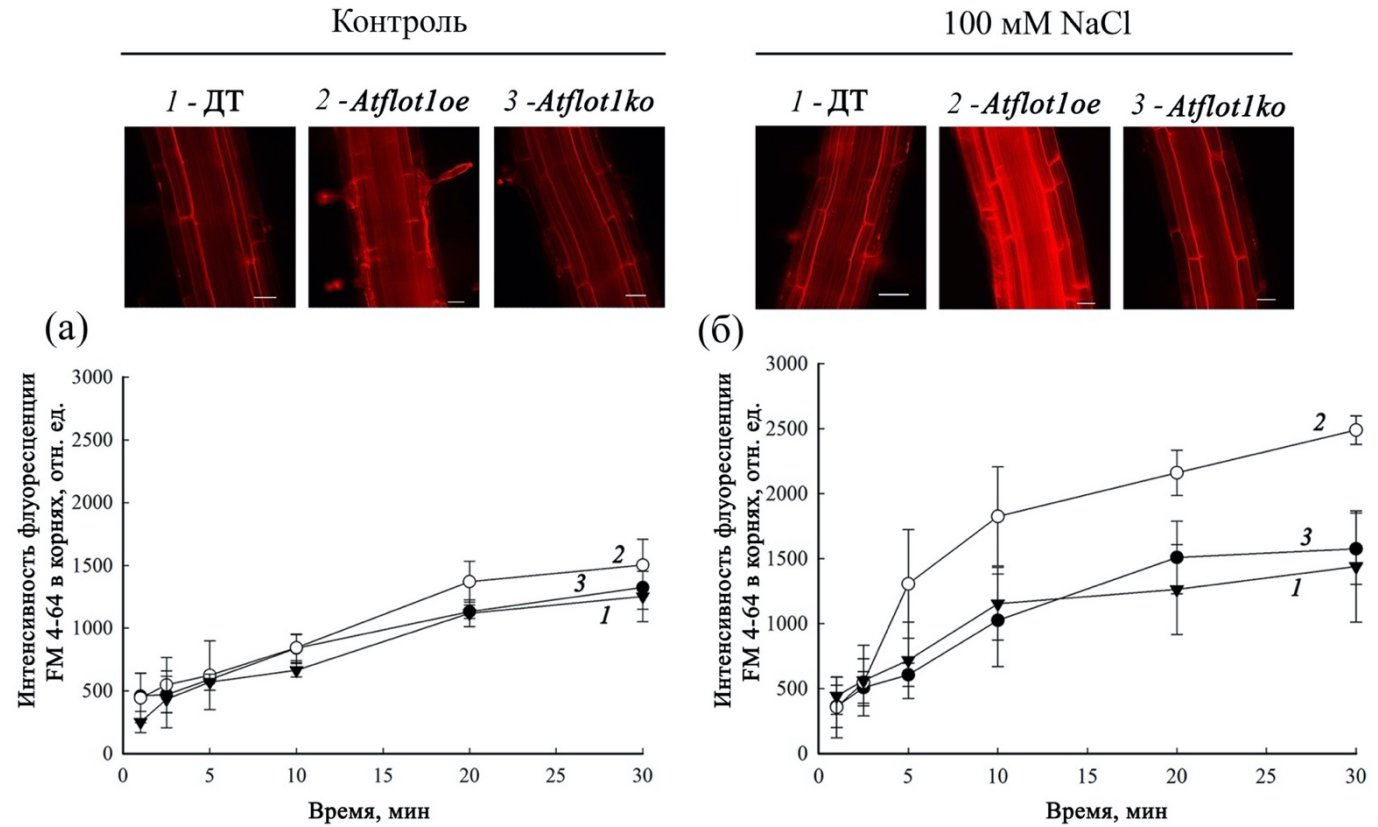 Контроль
100 мМ NaCl
1 - ДТ
2 -Atflot1oe
3 -Atflot1ko
1 - ДТ
2 -Atflot1oe
3 -Atflot1ko
(а)
(б)
Интенсивность флуоресценции
FM 4-64 в корнях, отн. ед.
3000
2500
2000
1500
1000
500
0
2
3
1
0
5
10
15
20
25
30
Время, мин
Интенсивность флуоресценции
FM 4-64 в корнях, отн. ед.
3000
2500
2000
1500
1000
500
0
2
3
1
0
5
10
15
20
25
30
Время, мин